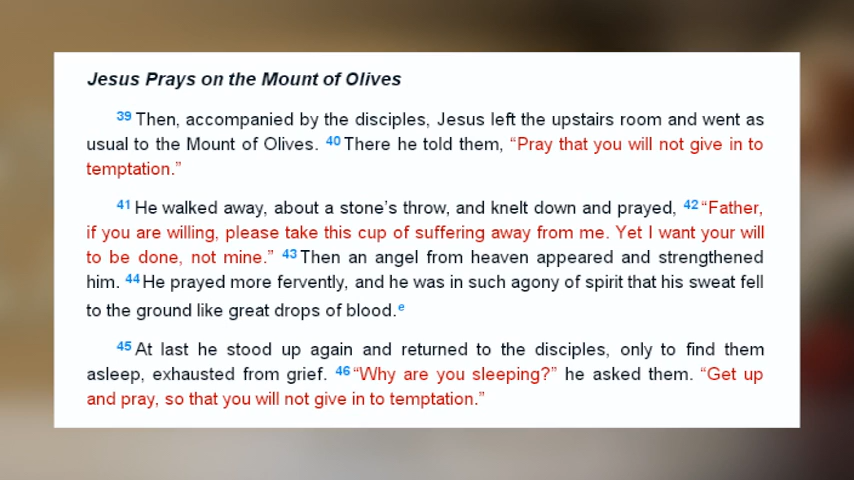 Jesus Prays on the Mount of Olives
39 Then, accompanied by the disciples, Jesus left the upstairs room and went as
usual to the Mount of Olives. 40 There he told them, “Pray that you will not give in to
temptation.”
41 He walked away, about a stone’s throw, and knelt down and prayed, 42 “Father,
if you are willing, please take this cup of suffering away from me. Yet I want your will
to be done, not mine.” 43 Then an angel from heaven appeared and strengthened
him. 44 He prayed more fervently, and he was in such agony of spirit that his sweat fell
to the ground like great drops of blood.e
45 At last he stood up again and returned to the disciples, only to find them
asleep, exhausted from grief. 46 “Why are you sleeping?” he asked them. “Get up
and pray, so that you will not give in to temptation.”